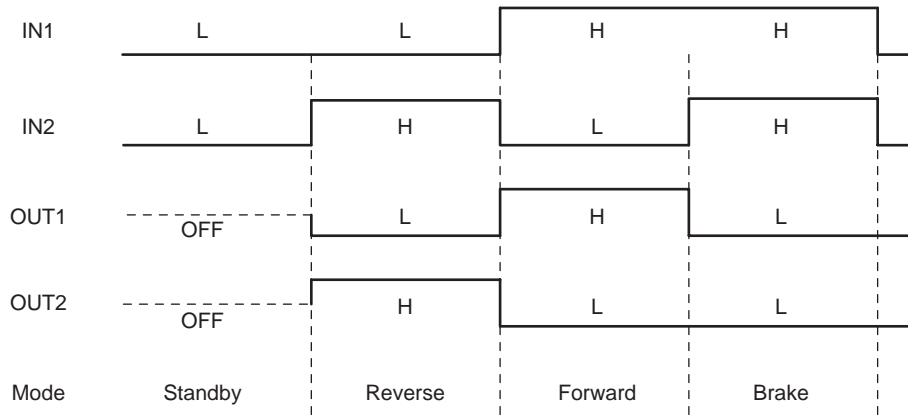 IN1 L L H H
IN2 L H L H
OUT1 OFF L H L
OUT2 OFF H L L
Mode Standby Reverse Forward Brake